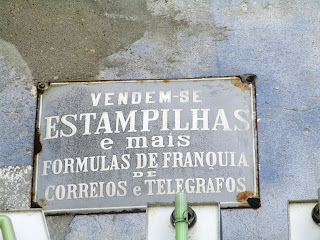 VENDEM-SE
ESTAMPILHAS
e mais
FORMULAS DE FRANQUIA
DE
CORREIOS e TELEGRAFOS